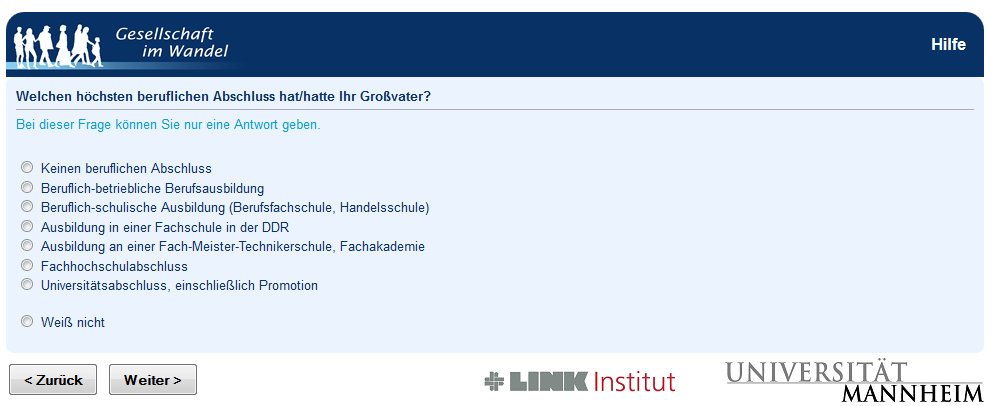 Gesellschaft
im Wandel
Hilfe
Welchen höchsten beruflichen Abschluss hat/hatte Ihr Großvater?
Bei dieser Frage können Sie nur eine Antwort geben.
Keinen beruflichen Abschluss
Beruflich-betriebliche Berufsausbildung
Beruflich-schulische Ausbildung (Berufsfachschule, Handelsschule)
Ausbildung in einer Fachschule in der DDR
Ausbildung an einer Fach-Meister-Technikerschule, Fachakademie
Fachhochschulabschluss
Universitätsabschluss, einschließlich Promotion
Weiß nicht
< Zurück
Weiter >
LINK Institut
UNIVERSITÄT
MANNHEIM